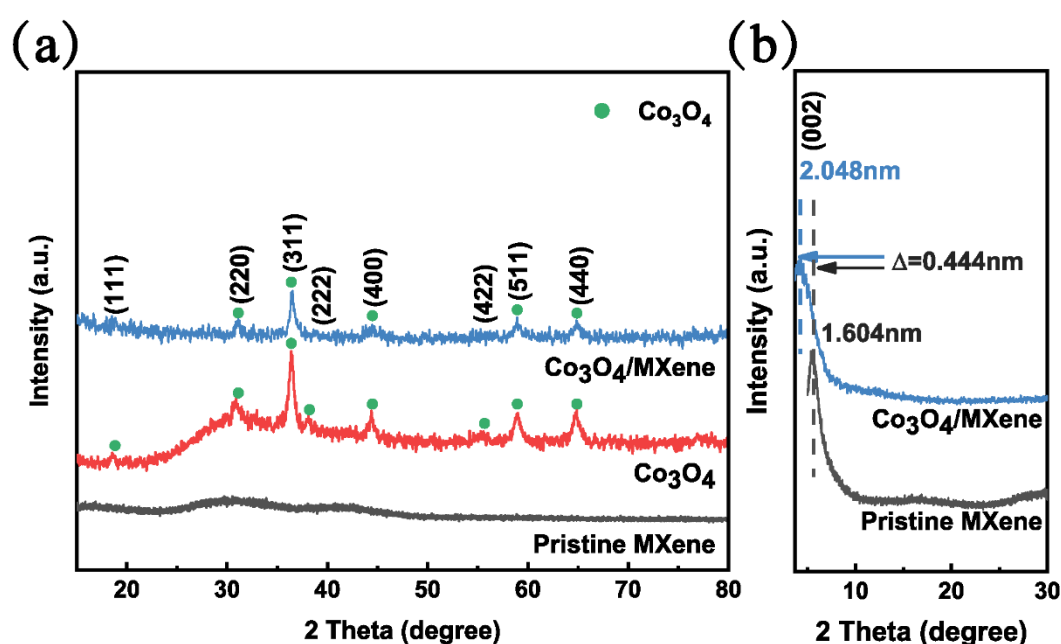 (a)
Co3O4
(111)
(220)
(311)
(222)
(400)
(422)
(511)
(440)
Co3O4/MXene
Co3O4
Pristine MXene
Intensity (a.u.)
20 30 40 50 60 70 80
2 Theta (degree)
(b)
(002)
2.048nm
Δ=0.444nm
1.604nm
Co3O4/MXene
Pristine MXene
Intensity (a.u.)
10 20 30
2 Theta (degree)